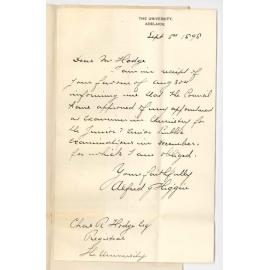 THE UNIVERSITY,
ADELAIDE.
Sept 5th 1898
Dear Mr Hodge
I am in receipt of
your favour of Aug 30th
informing me that the Council
have approved of my appointment
as examiner in Chemistry for
the Junior & Senior Public
Examinations in November
for which I am obliged.
Yours faithfully
Alfred J Higgin
Chas R Hodge Esq
Registrar
The University